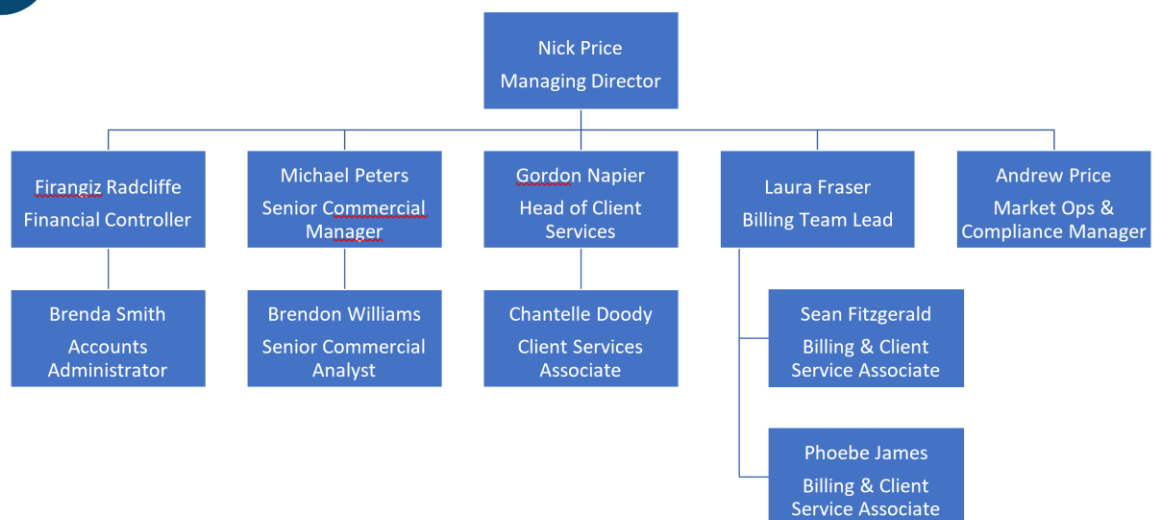 Nick Price
Managing Director
Firangiz Radcliffe
Financial Controller
Michael Peters
Senior Commercial
Manager
Gordon Napier
Head of Client
Services
Laura Fraser
Billing Team Lead
Andrew Price
Market Ops &
Compliance Manager
Brenda Smith
Accounts
Administrator
Brendon Williams
Senior Commercial
Analyst
Chantelle Doody
Client Services
Associate
Sean Fitzgerald
Billing & Client
Service Associate
Phoebe James
Billing & Client
Service Associate